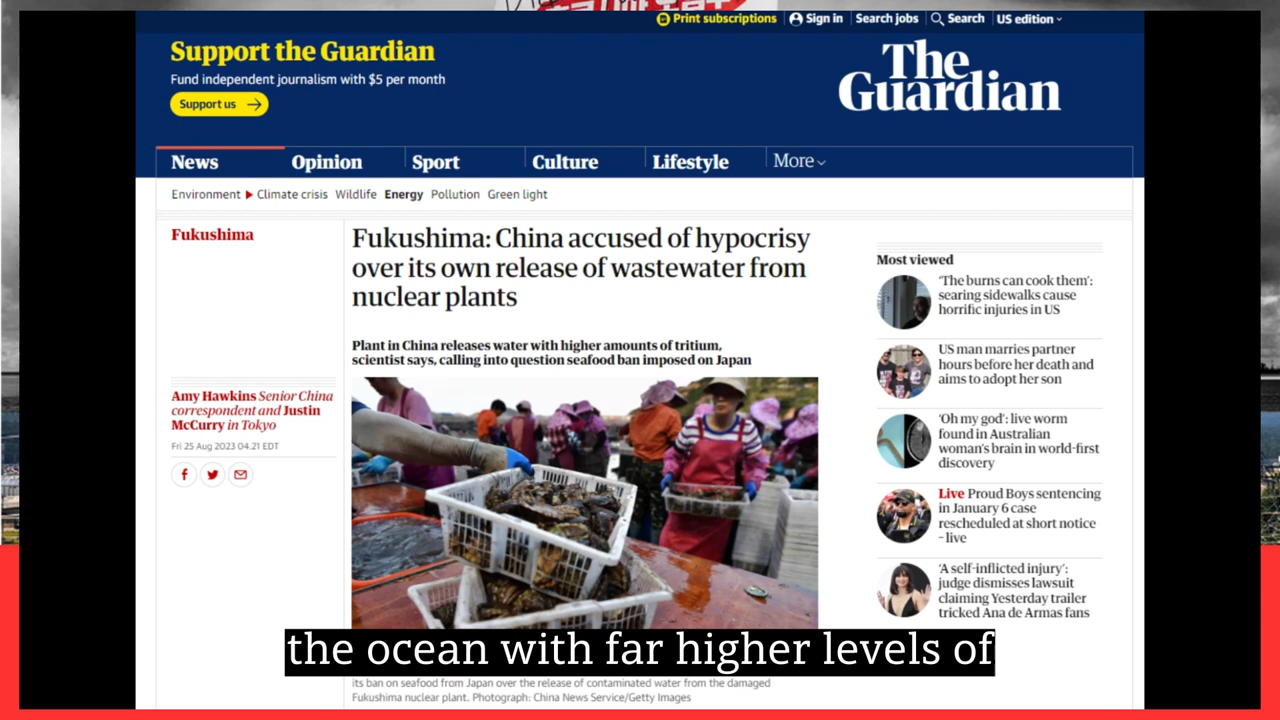 Print subscriptions
Sign in
Search jobs
Search
US edition
Support the Guardian
Fund independent journalism with $5 per month
Support us
The
Guardian
News
Opinion
Sport
Culture
Lifestyle
More
Environment
Climate crisis
Wildlife
Energy
Pollution
Green light
Fukushima
Fukushima: China accused of hypocrisy
over its own release of wastewater from
nuclear plants
Plant in China releases water with higher amounts of tritium,
scientist says, calling into question seafood ban imposed on Japan
Amy Hawkins Senior China
correspondent and Justin
McCurry in Tokyo
Fri 25 Aug 2023 04.21 EDT
Most viewed
‘The burns can cook them’:
searing sidewalks cause
horrific injuries in US
US man marries partner
hours before her death and
aims to adopt her son
‘Oh my god’: live worm
found in Australian
woman’s brain in world-first
discovery
Live Proud Boys sentencing
in January 6 case
rescheduled at short notice
– live
‘A self-inflicted injury’:
judge dismisses lawsuit
claiming Yesterday trailer
tricked Ana de Armas fans
the ocean with far higher levels of
its ban on seafood from Japan over the release of contaminated water from the damaged
Fukushima nuclear plant. Photograph: China News Service/Getty Images